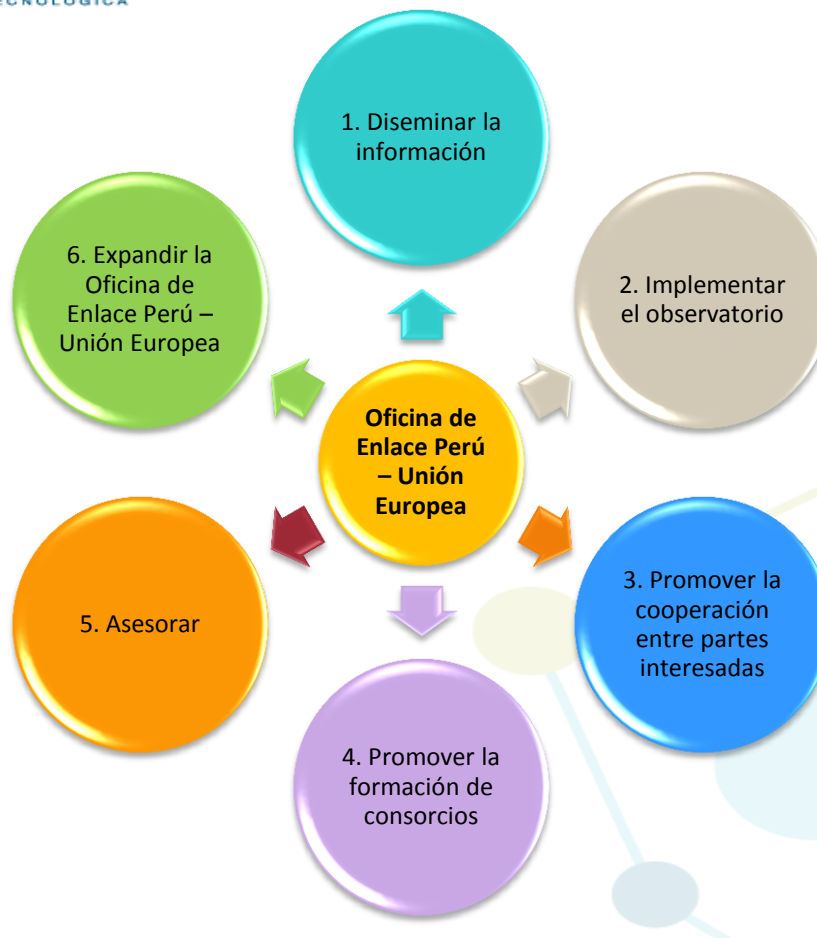 TECNOLÓGICA
1. Diseminar la
información
2. Implementar
el observatorio
3. Promover la
cooperación
entre partes
interesadas
4. Promover la
formación de
consorcios
5. Asesorar
6. Expandir la
Oficina de
Enlace Perú –
Unión Europea
Oficina de
Enlace Perú
– Unión
Europea